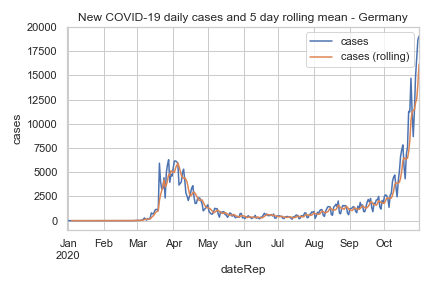 New COVID-19 daily cases and 5 day rolling mean - Germany
cases
cases (rolling)
cases
20000
17500
15000
12500
10000
7500
5000
2500
0
Jan Feb Mar Apr May Jun Jul Aug Sep Oct
2020
dateRep